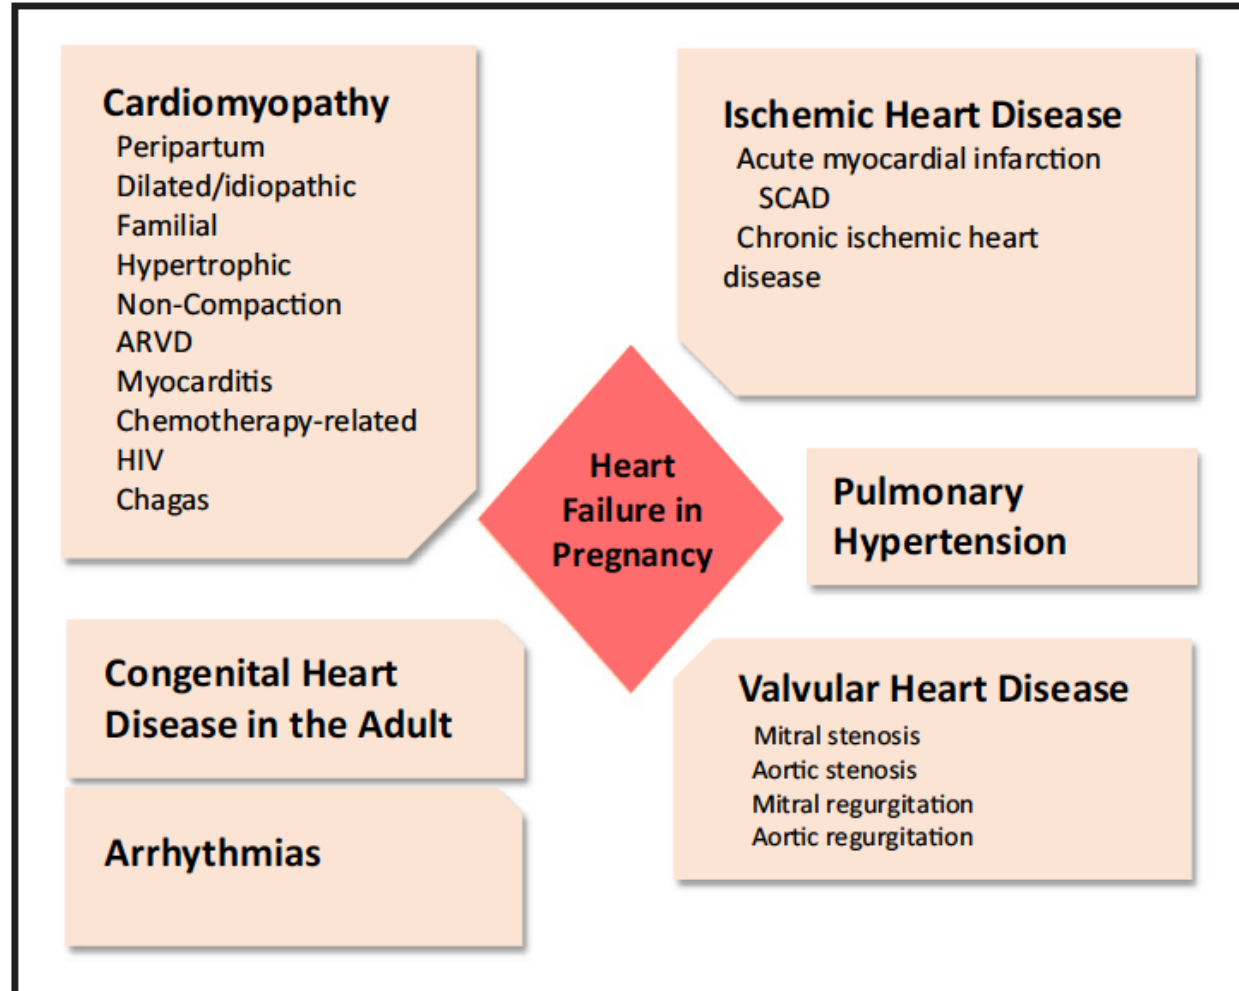 Cardiomyopathy
Peripartum
Dilated/idiopathic
Familial
Hypertrophic
Non-Compaction
ARVD
Myocarditis
Chemotherapy-related
HIV
Chagas
Ischemic Heart Disease
Acute myocardial infarction
SCAD
Chronic ischemic heart
disease
Heart
Failure in
Pregnancy
Pulmonary
Hypertension
Congenital Heart
Disease in the Adult
Valvular Heart Disease
Mitral stenosis
Aortic stenosis
Mitral regurgitation
Aortic regurgitation
Arrhythmias